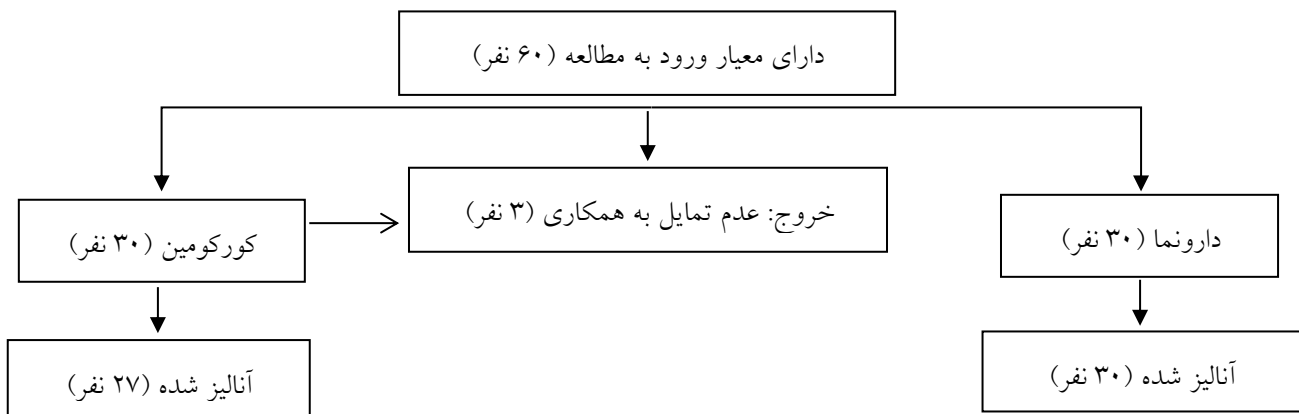 دارای معیار ورود به مطالعه (۶۰ نفر)
خروج: عدم تمایل به همکاری (۳ نفر)
دارونما (۳۰ نفر)
کورکومین (۳۰ نفر)
آنالیز شده (۳۰ نفر)
آنالیز شده (۲۷ نفر)